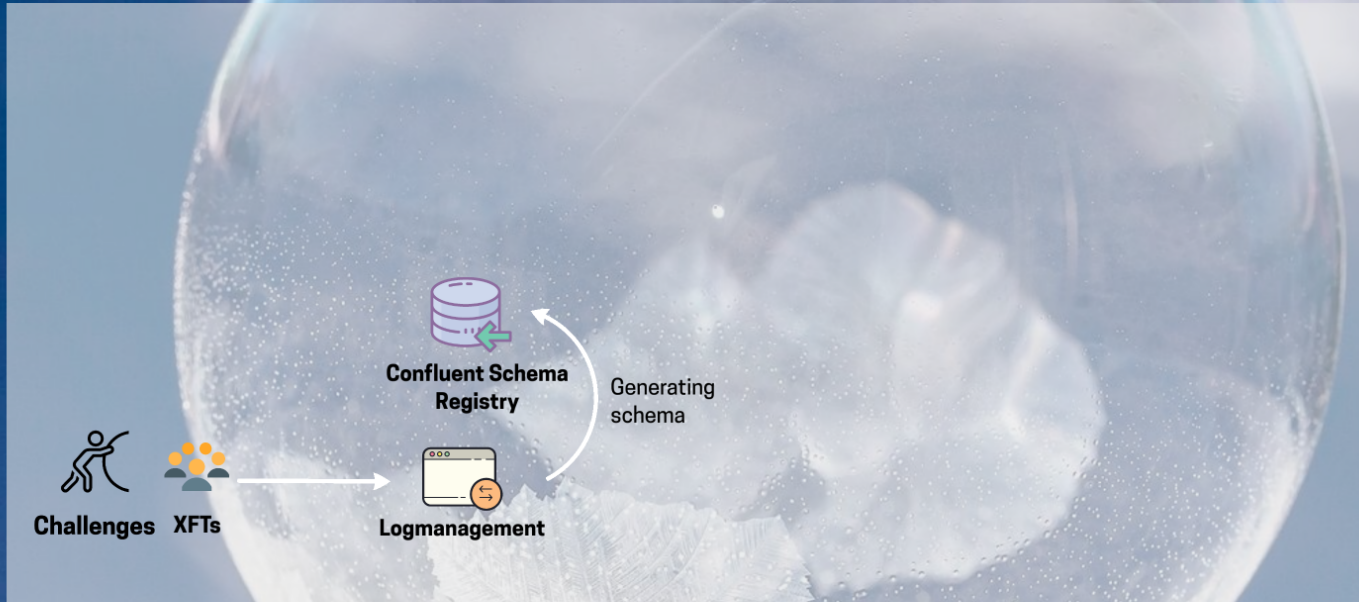 Confluent Schema
Registry
Generating
schema
Challenges
XFTs
Logmanagement